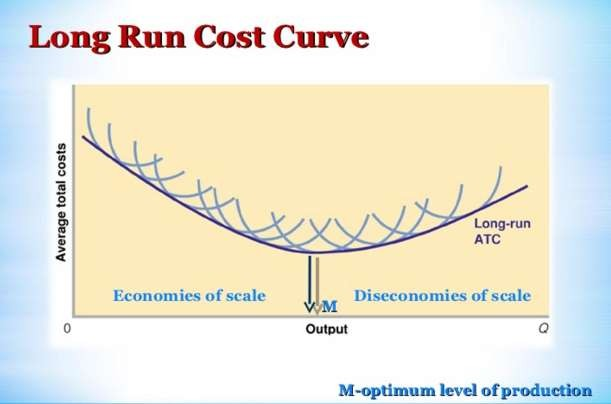 Long Run Cost Curve
Average total costs
Long-run
ATC
Economies of scale
M
Diseconomies of scale
0
Output
Q
M-optimum level of production